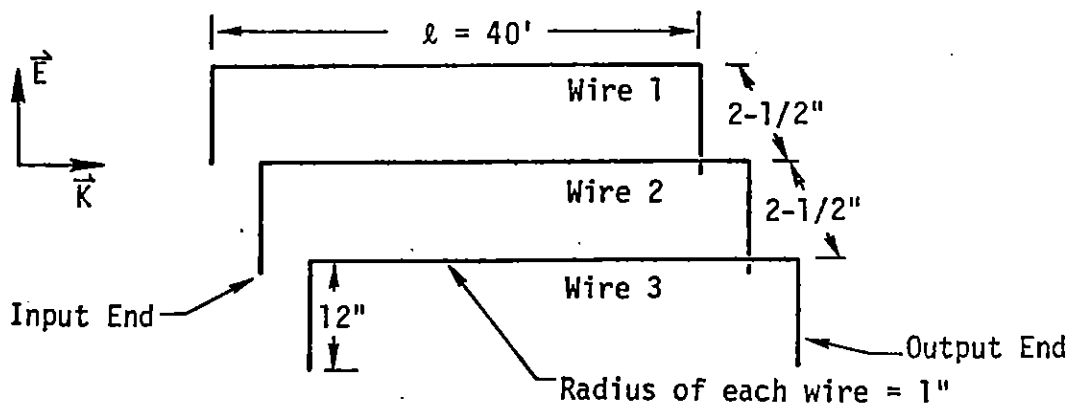 ℓ = 40'
E
Wire 1
2-1/2"
K
Wire 2
2-1/2"
Wire 3
Input End
12"
Output End
Radius of each wire = 1"